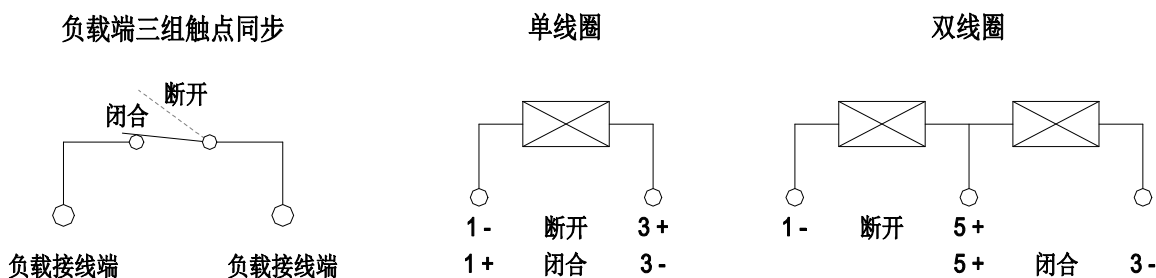 负载端三组触点同步
单线圈
双线圈
断开
闭合
1 - 断开 3 +
1 - 断开 5 +
负载接线端 负载接线端
1 + 闭合 3 -
5 + 闭合 3 -